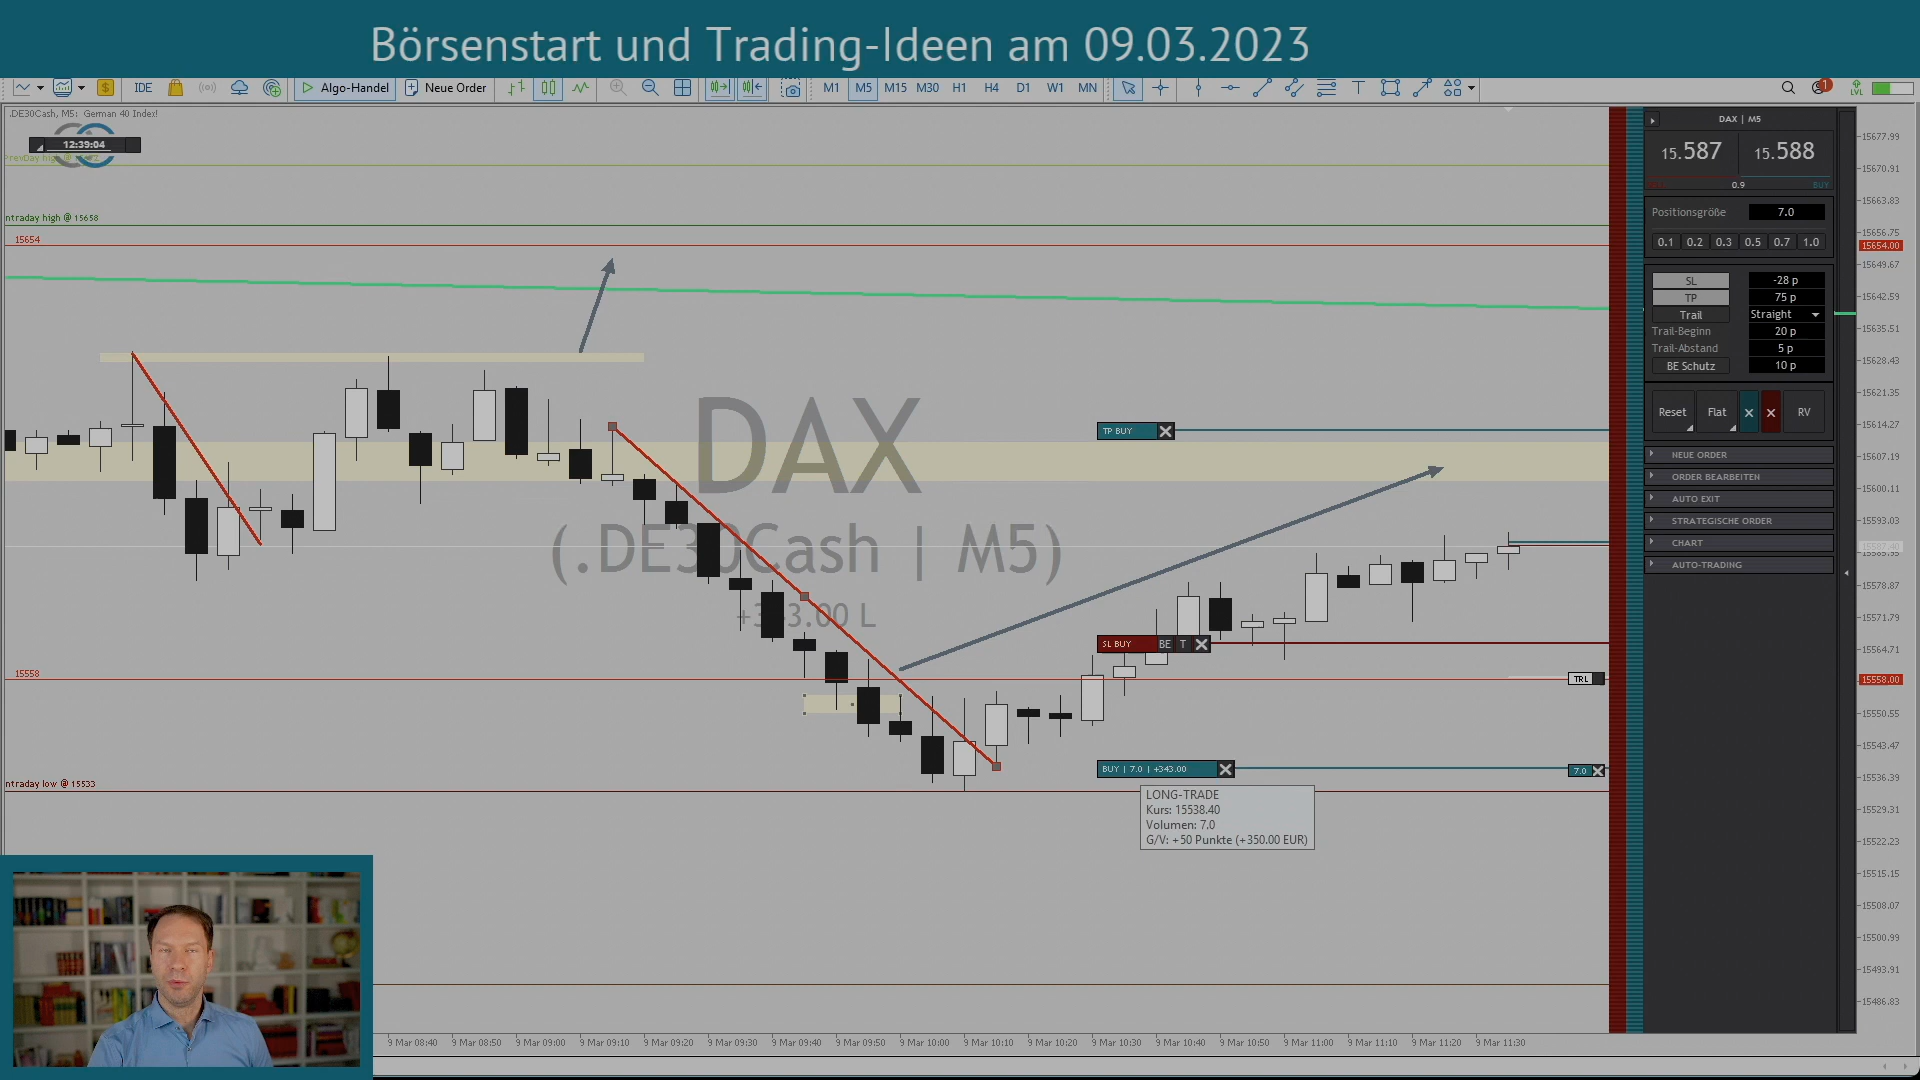 Börsenstart und Trading-Ideen am 09.03.2023
IDE
Algo-Handel
Neue Order
M1 M5 M15 M30 H1 H4 D1 W1 MN
1
LVL
.DE30Cash, M5: German 40 Index!
12:39:04
ntraday high @ 15658
15654
15558
ntraday low @ 15533
DAX
(.DE30Cash | M5)
TP BUY
SL BUY BE T
TRL
BUY | 7.0 | +343.00
7.0
LONG-TRADE
Kurs: 15538.40
Volumen: 7.0
G/V: +50 Punkte (+350.00 EUR)
DAX | M5
15.587 15.588
0.9 BUY
Positionsgröße 7.0
0.1 0.2 0.3 0.5 0.7 1.0
SL -28 p
TP 75 p
Trail Straight
Trail-Beginn 20 p
Trail-Abstand 5 p
BE Schutz 10 p
Reset Flat RV
NEUE ORDER
ORDER BEARBEITEN
AUTO EXIT
STRATEGISCHE ORDER
CHART
AUTO-TRADING
15677.99
15670.91
15663.83
15656.75
15654.00
15649.67
15642.59
15635.51
15628.43
15621.35
15614.27
15607.19
15600.11
15593.03
15578.87
15571.79
15564.71
15558.00
15550.55
15543.47
15536.39
15529.31
15522.23
15515.15
15508.07
15500.99
15493.91
15486.83
9 Mar 08:40 9 Mar 08:50 9 Mar 09:00 9 Mar 09:10 9 Mar 09:20 9 Mar 09:30 9 Mar 09:40 9 Mar 09:50 9 Mar 10:00 9 Mar 10:10 9 Mar 10:20 9 Mar 10:30 9 Mar 10:40 9 Mar 10:50 9 Mar 11:00 9 Mar 11:10 9 Mar 11:20 9 Mar 11:30